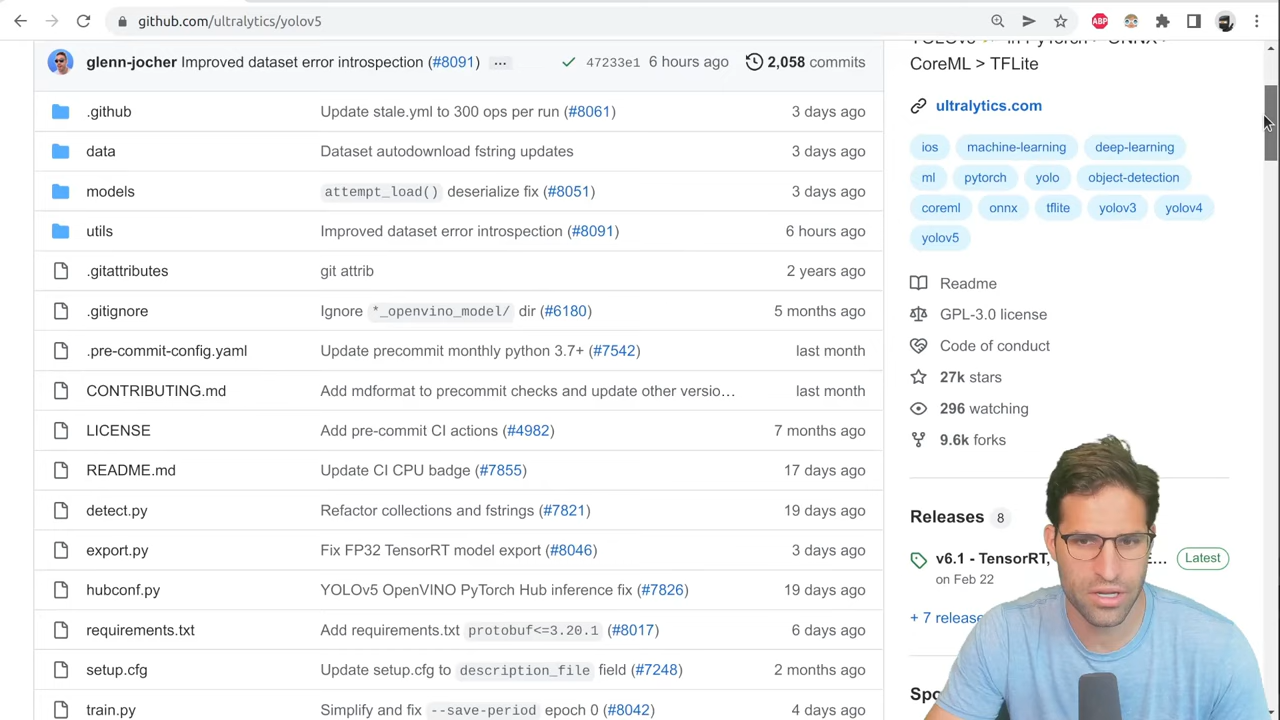 github.com/ultralytics/yolov5
ABP
glenn-jocher Improved dataset error introspection (#8091) ... 47233e1 6 hours ago 2,058 commits
.github Update stale.yml to 300 ops per run (#8061) 3 days ago
data Dataset autodownload fstring updates 3 days ago
models attempt_load() deserialize fix (#8051) 3 days ago
utils Improved dataset error introspection (#8091) 6 hours ago
.gitattributes git attrib 2 years ago
.gitignore Ignore *_openvino_model/ dir (#6180) 5 months ago
.pre-commit-config.yaml Update precommit monthly python 3.7+ (#7542) last month
CONTRIBUTING.md Add mdformat to precommit checks and update other versio... last month
LICENSE Add pre-commit CI actions (#4982) 7 months ago
README.md Update CI CPU badge (#7855) 17 days ago
detect.py Refactor collections and fstrings (#7821) 19 days ago
export.py Fix FP32 TensorRT model export (#8046) 3 days ago
hubconf.py YOLOv5 OpenVINO PyTorch Hub inference fix (#7826) 19 days ago
requirements.txt Add requirements.txt protobuf<=3.20.1 (#8017) 6 days ago
setup.cfg Update setup.cfg to description_file field (#7248) 2 months ago
train.py Simplify and fix --save-period epoch 0 (#8042) 4 days ago
CoreML > TFLite
ultralytics.com
ios machine-learning deep-learning
ml pytorch yolo object-detection
coreml onnx tflite yolov3 yolov4
yolov5
Readme
GPL-3.0 license
Code of conduct
27k stars
296 watching
9.6k forks
Releases 8
v6.1 - TensorRT, E... Latest
on Feb 22
+ 7 release
Spo